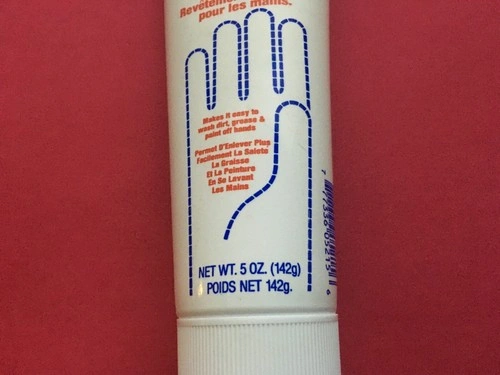 Revêtement
pour les mains.
Makes it easy to
wash dirt, grease &
paint off hands
Permet D'Enlever Plus
Facilement La Salete
La Graisse
Et La Peinture
En Se Lavant
Les Mains
NET WT. 5 OZ. (142g)
POIDS NET 142g.